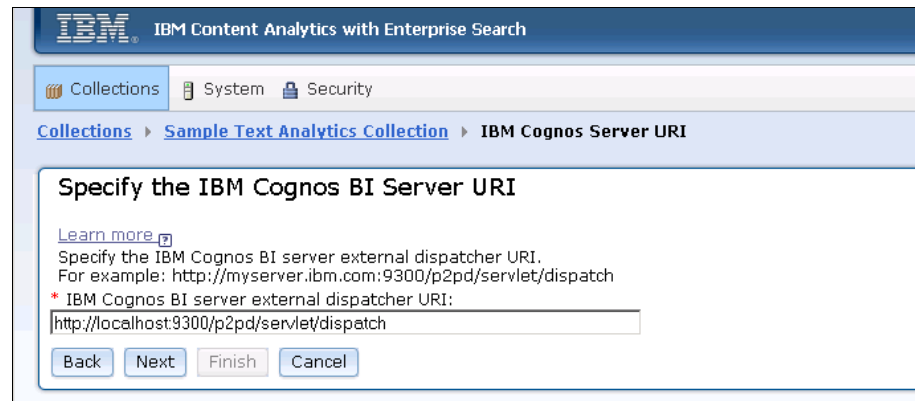 IBM® IBM Content Analytics with Enterprise Search
Collections System Security
Collections Sample Text Analytics Collection IBM Cognos Server URI
Specify the IBM Cognos BI Server URI
Learn more ?
Specify the IBM Cognos BI server external dispatcher URI.
For example: http://myserver.ibm.com:9300/p2pd/servlet/dispatch
* IBM Cognos BI server external dispatcher URI:
http://localhost:9300/p2pd/servlet/dispatch
Back Next Finish Cancel